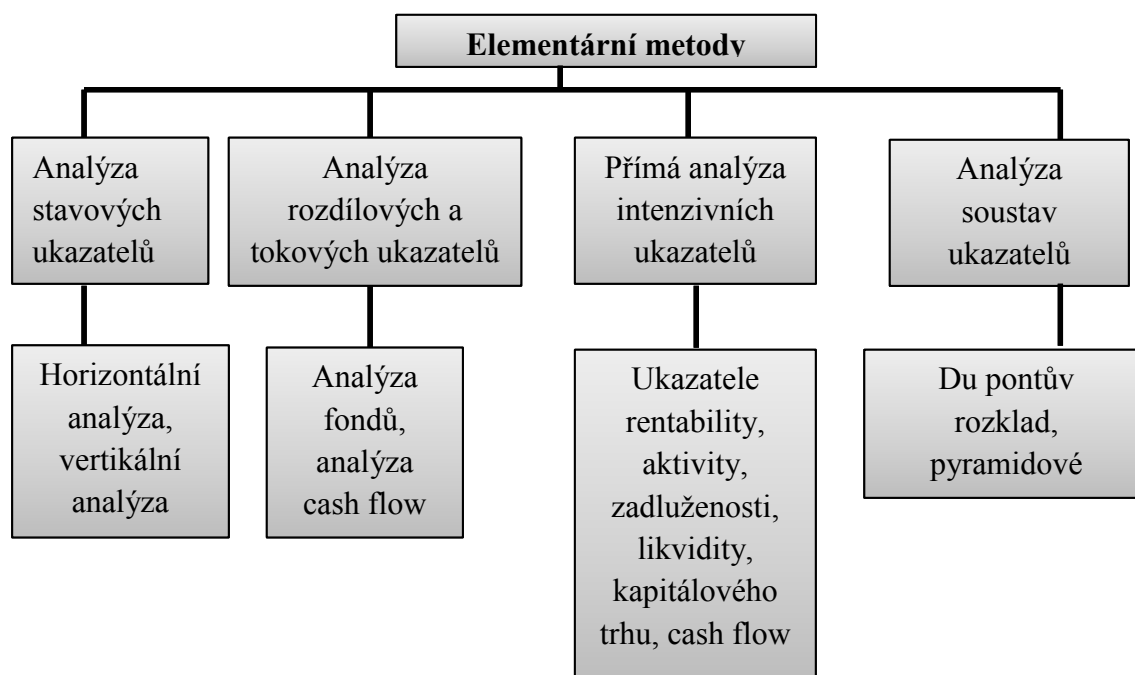 Elementární metody
Analýza
stavových
ukazatelů
Analýza
rozdílových a
tokových ukazatelů
Přímá analýza
intenzivních
ukazatelů
Analýza
soustav
ukazatelů
Horizontální
analýza,
vertikální
analýza
Analýza
fondů,
analýza
cash flow
Ukazatele
rentability,
aktivity,
zadluženosti,
likvidity,
kapitálového
trhu, cash flow
Du pontův
rozklad,
pyramidové